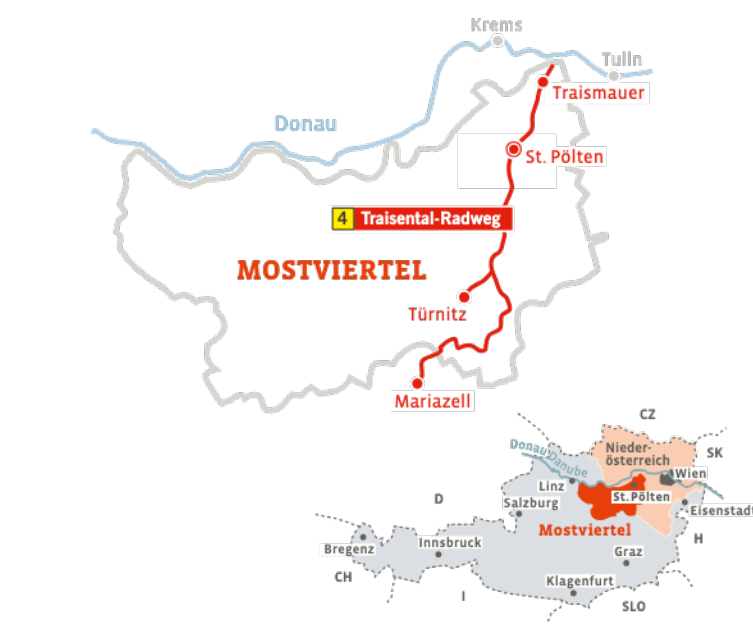 Krems
Tulln
Traismauer
Donau
St. Pölten
4 Traisental-Radweg
MOSTVIERTEL
Türnitz
Mariazell
CZ
Donau Danube
Nieder-
österreich
SK
Wien
Linz
St. Pölten
Salzburg
Eisenstadt
D
Mostviertel
H
Innsbruck
Bregenz
Graz
CH
Klagenfurt
I
SLO